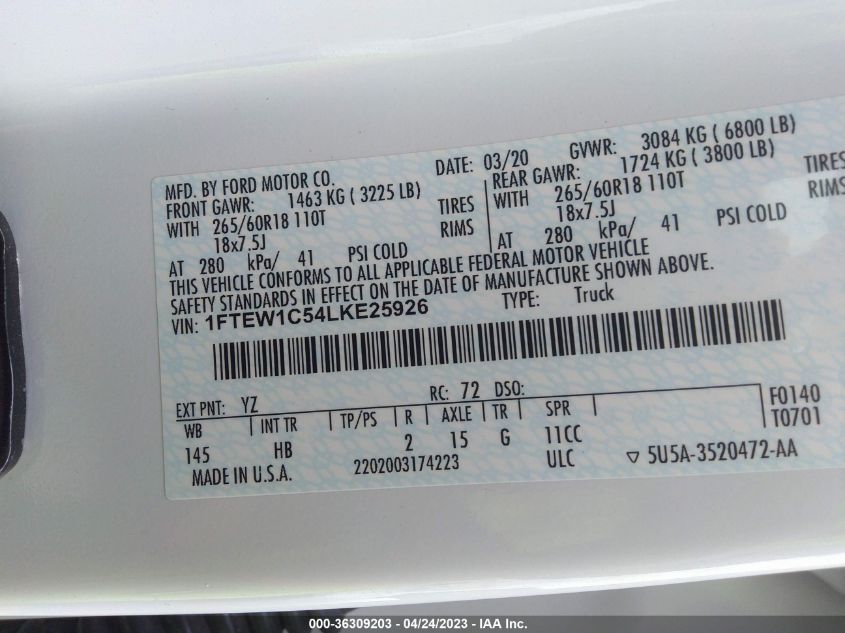 MFD. BY FORD MOTOR CO. DATE: 03/20 GVWR: 3084 KG ( 6800 LB)
FRONT GAWR: 1463 KG ( 3225 LB) REAR GAWR: 1724 KG ( 3800 LB)
WITH 265/60R18 110T TIRES WITH 265/60R18 110T TIRES
18x7.5J RIMS 18x7.5J RIMS
AT 280 kPa/ 41 PSI COLD AT 280 kPa/ 41 PSI COLD
THIS VEHICLE CONFORMS TO ALL APPLICABLE FEDERAL MOTOR VEHICLE
SAFETY STANDARDS IN EFFECT ON THE DATE OF MANUFACTURE SHOWN ABOVE.
VIN: 1FTEW1C54LKE25926 TYPE: Truck
EXT PNT: YZ RC: 72 DSO: F0140
WB INT TR TP/PS R AXLE TR SPR T0701
145 HB 2 15 G 11CC
MADE IN U.S.A. 2202003174223 ULC ▽ 5U5A-3520472-AA
000-36309203 - 04/24/2023 - IAA Inc.